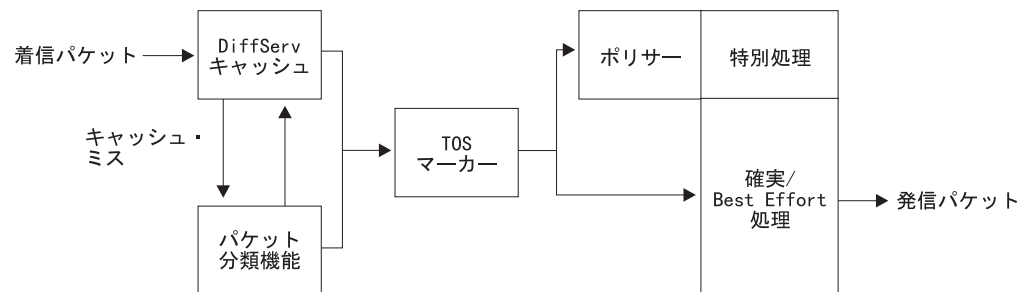 着信パケット
DiffServ
キャッシュ
キャッシュ・
ミス
パケット
分類機能
TOS
マーカー
ポリサー
特別処理
確実/
Best Effort
処理
発信パケット